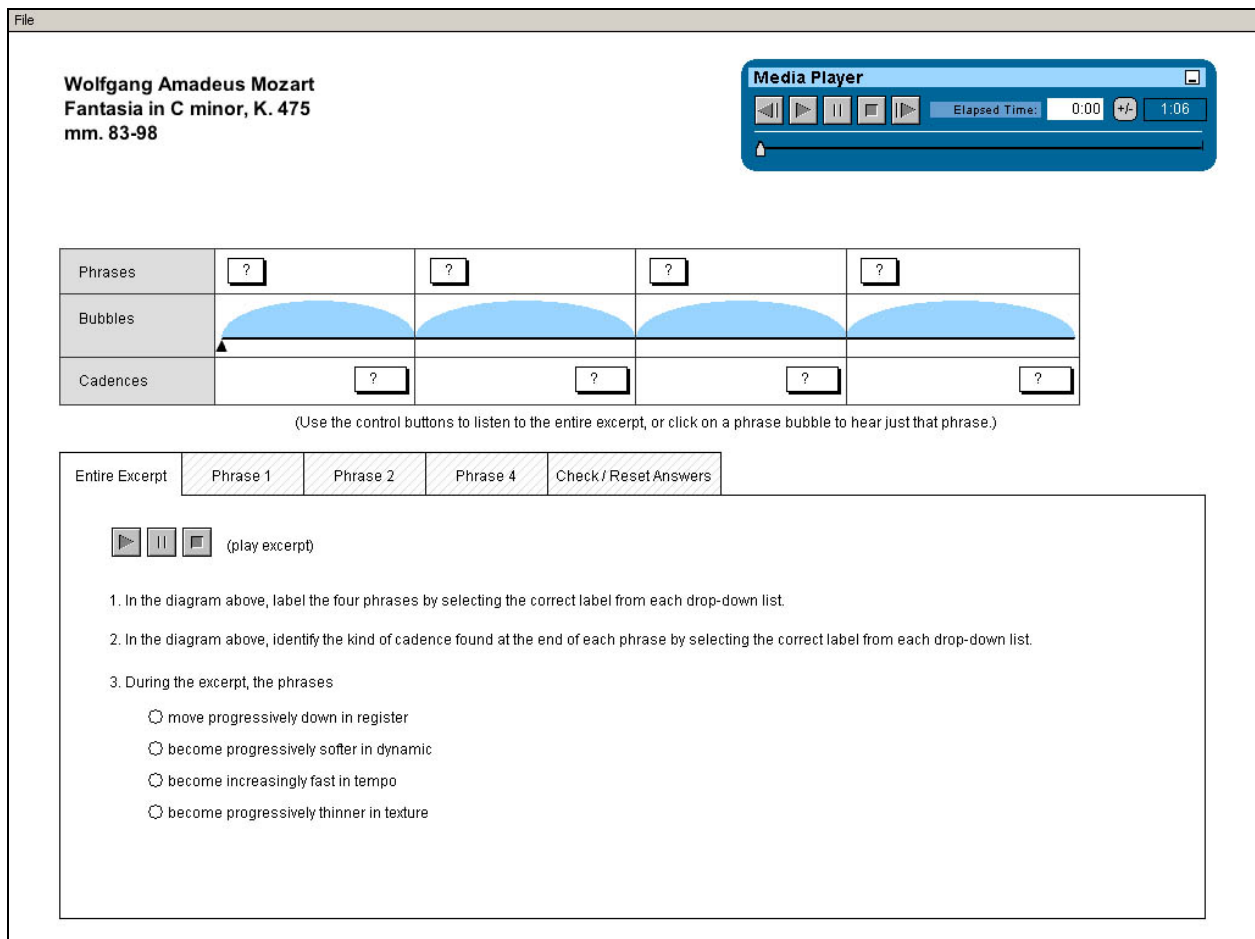 File
Wolfgang Amadeus Mozart
Fantasia in C minor, K. 475
mm. 83-98
Media Player
Elapsed Time: 0:00 +/- 1:06
Phrases ? ? ? ?
Bubbles
Cadences ? ? ? ?
(Use the control buttons to listen to the entire excerpt, or click on a phrase bubble to hear just that phrase.)
Entire Excerpt Phrase 1 Phrase 2 Phrase 4 Check / Reset Answers
(play excerpt)
1. In the diagram above, label the four phrases by selecting the correct label from each drop-down list.
2. In the diagram above, identify the kind of cadence found at the end of each phrase by selecting the correct label from each drop-down list.
3. During the excerpt, the phrases
move progressively down in register
become progressively softer in dynamic
become increasingly fast in tempo
become progressively thinner in texture